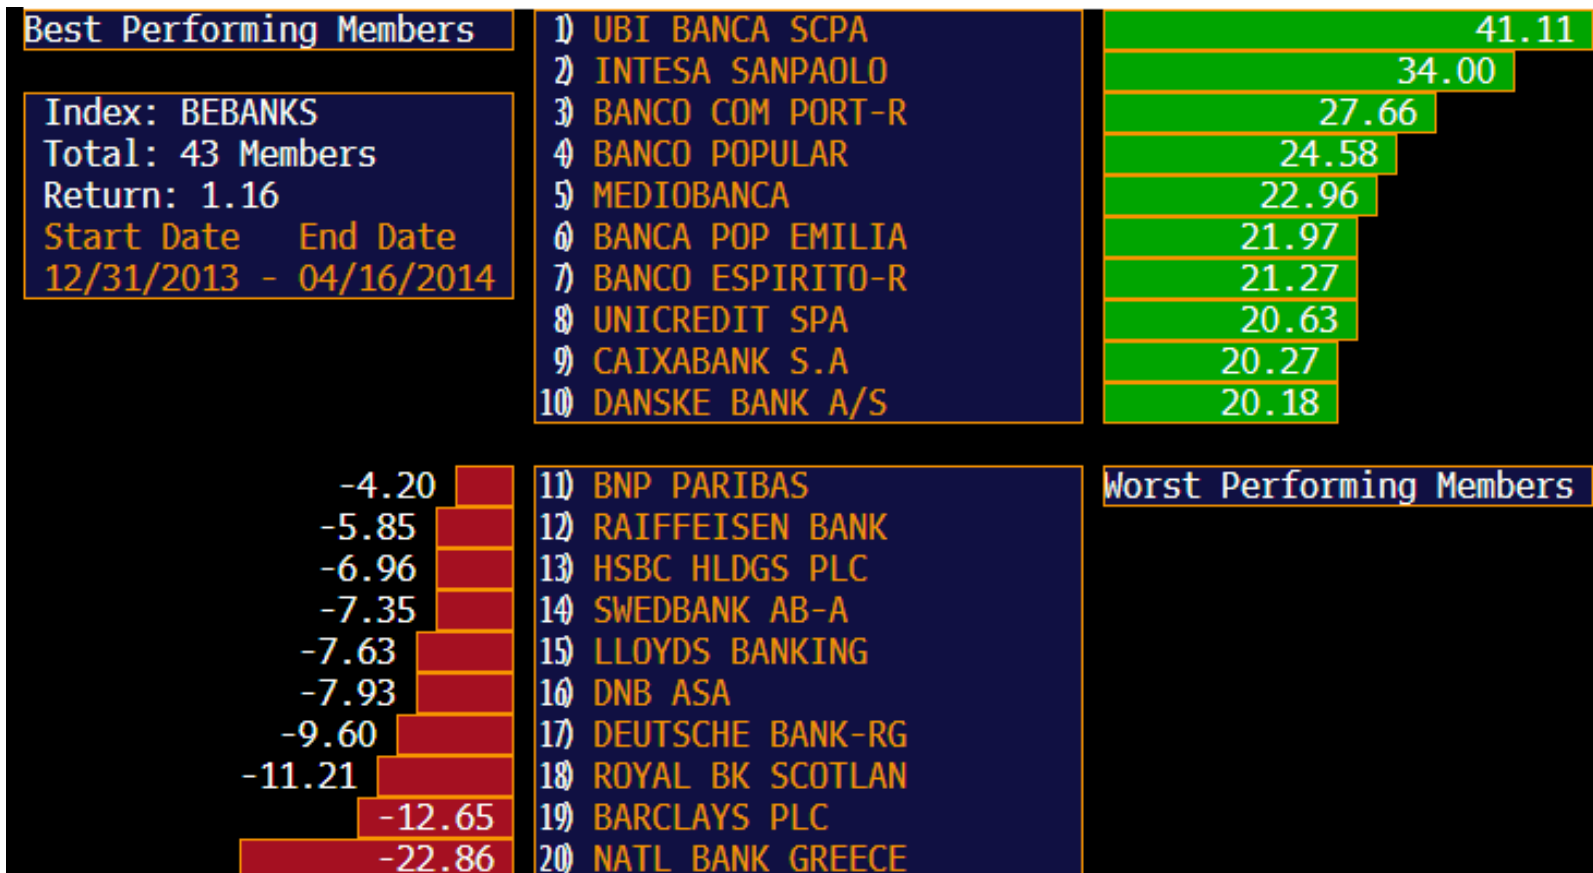 Best Performing Members
1) UBI BANCA SCPA 41.11
2) INTESA SANPAOLO 34.00
Index: BEBANKS 3) BANCO COM PORT-R 27.66
Total: 43 Members 4) BANCO POPULAR 24.58
Return: 1.16 5) MEDIOBANCA 22.96
Start Date End Date 6) BANCA POP EMILIA 21.97
12/31/2013 - 04/16/2014 7) BANCO ESPIRITO-R 21.27
8) UNICREDIT SPA 20.63
9) CAIXABANK S.A 20.27
10) DANSKE BANK A/S 20.18
-4.20 11) BNP PARIBAS Worst Performing Members
-5.85 12) RAIFFEISEN BANK
-6.96 13) HSBC HLDGS PLC
-7.35 14) SWEDBANK AB-A
-7.63 15) LLOYDS BANKING
-7.93 16) DNB ASA
-9.60 17) DEUTSCHE BANK-RG
-11.21 18) ROYAL BK SCOTLAN
-12.65 19) BARCLAYS PLC
-22.86 20) NATL BANK GREECE